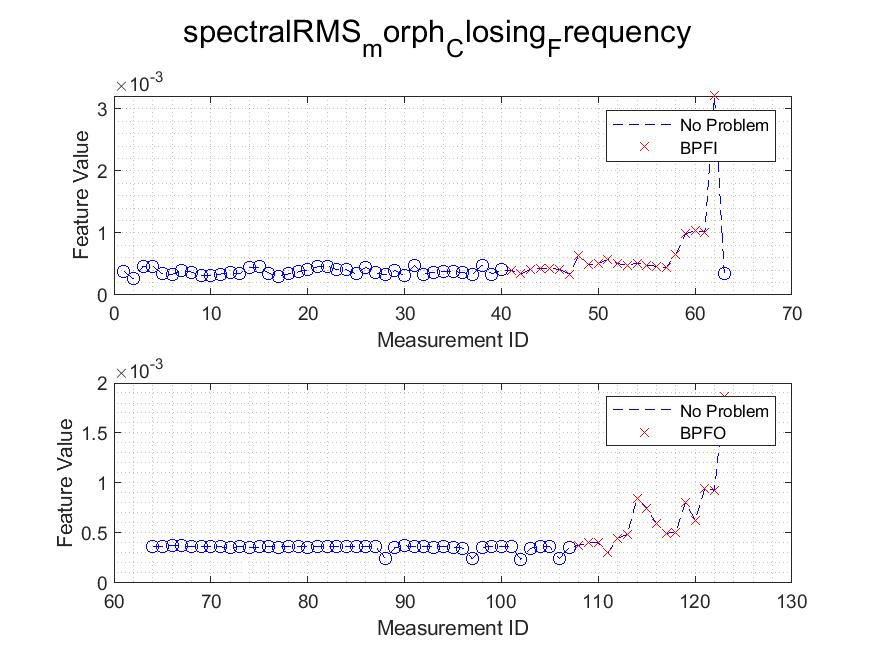 spectralRMSmorphClosingFrequency
×10-3
3
2
1
0
Feature Value
No Problem
BPFI
0 10 20 30 40 50 60 70
Measurement ID
×10-3
2
1.5
1
0.5
0
Feature Value
No Problem
BPFO
60 70 80 90 100 110 120 130
Measurement ID